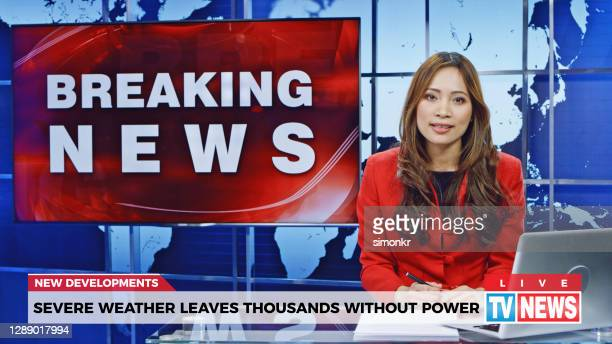 BREAKING
NEWS
gettyimages
simonkr
NEW DEVELOPMENTS
LIVE
SEVERE WEATHER LEAVES THOUSANDS WITHOUT POWER
TV NEWS
1289017994